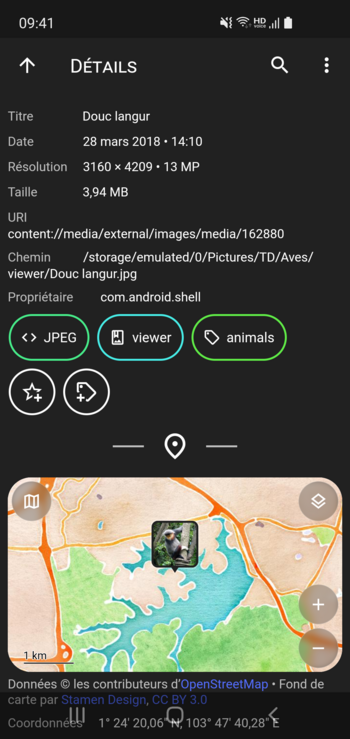 09:41
HD
VOICE
DÉTAILS
Titre Douc langur
Date 28 mars 2018 • 14:10
Résolution 3160 × 4209 • 13 MP
Taille 3,94 MB
URI
content://media/external/images/media/162880
Chemin /storage/emulated/0/Pictures/TD/Aves/
viewer/Douc langur.jpg
Propriétaire com.android.shell
JPEG viewer animals
1 km
Données © les contributeurs d’OpenStreetMap • Fond de
carte par Stamen Design, CC BY 3.0
Coordonnées 1° 24′ 20,06″ N, 103° 47′ 40,28″ E